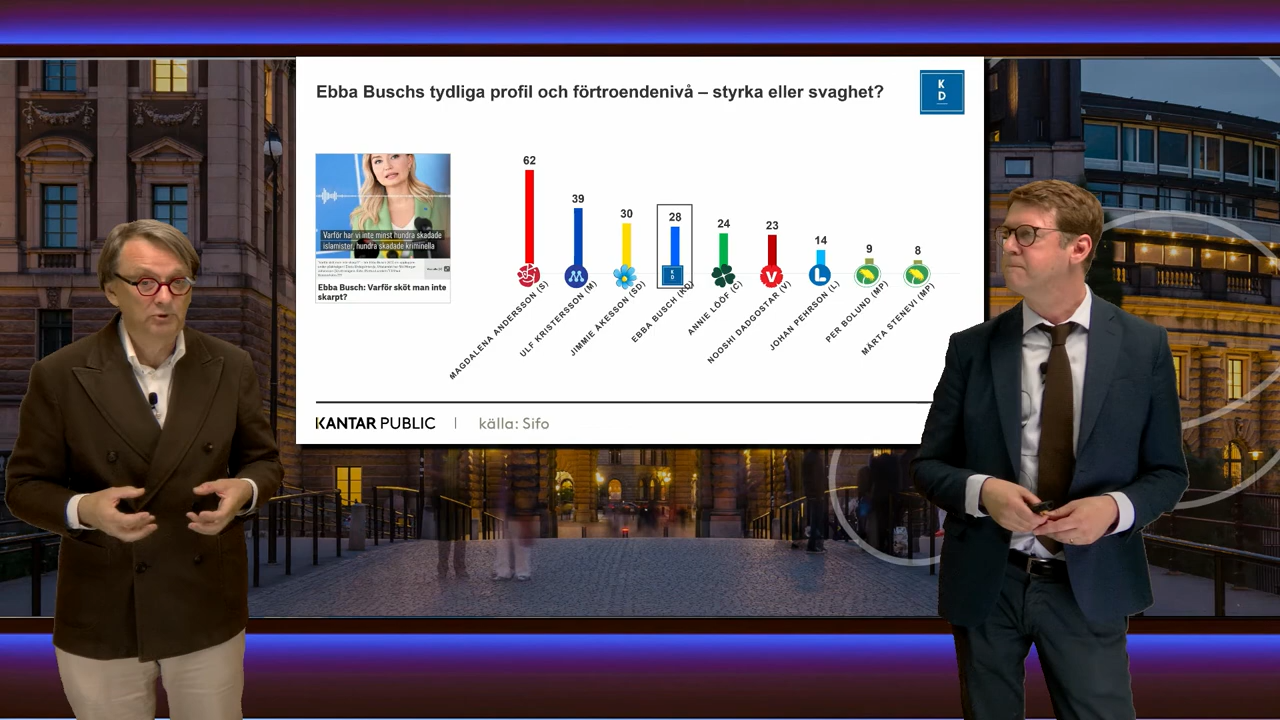 Ebba Buschs tydliga profil och förtroendenivå – styrka eller svaghet?
K
D
Varför har vi inte minst hundra skadade
islamister, hundra skadade kriminella
Ebba Busch: Varför sköt man inte
skarpt?
62
39
30
28
24
23
14
9
8
K
D
V
L
MAGDALENA ANDERSSON (S)
ULF KRISTERSSON (M)
JIMMIE ÅKESSON (SD)
EBBA BUSCH (KD)
ANNIE LÖÖF (C)
NOOSHI DADGOSTAR (V)
JOHAN PEHRSON (L)
PER BOLUND (MP)
MÄRTA STENEVI (MP)
KANTAR PUBLIC | källa: Sifo